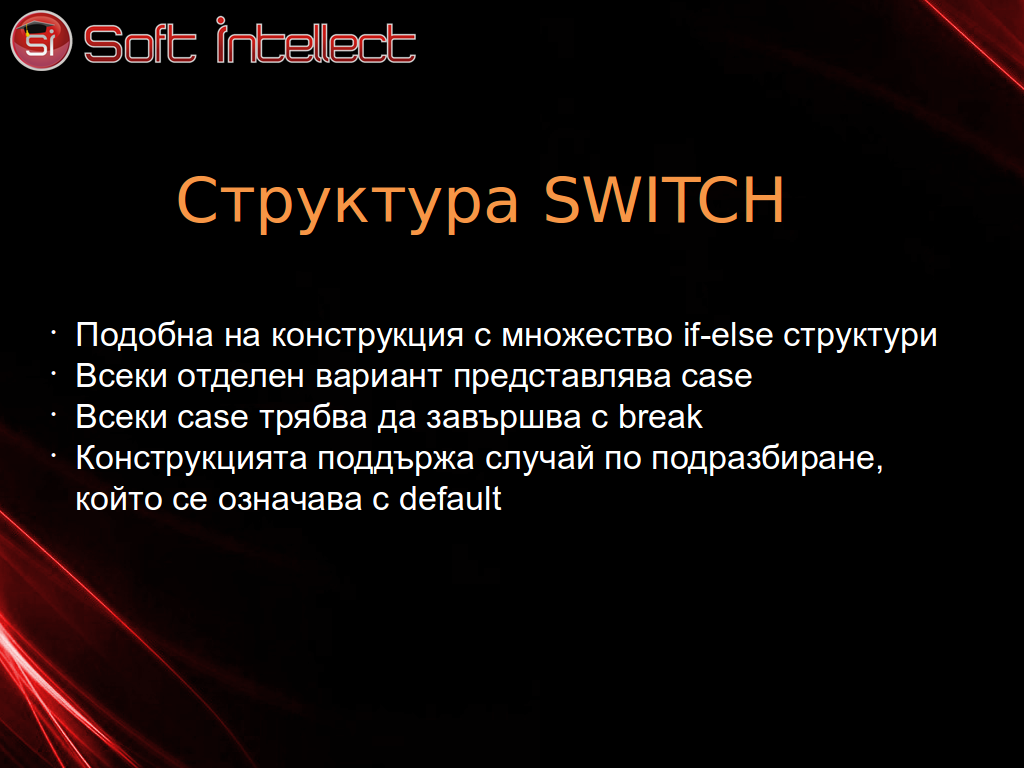 Si Soft Intellect
Структура SWITCH
· Подобна на конструкция с множество if-else структури
· Всеки отделен вариант представлява case
· Всеки case трябва да завършва с break
· Конструкцията поддържа случай по подразбиране,
който се означава с default